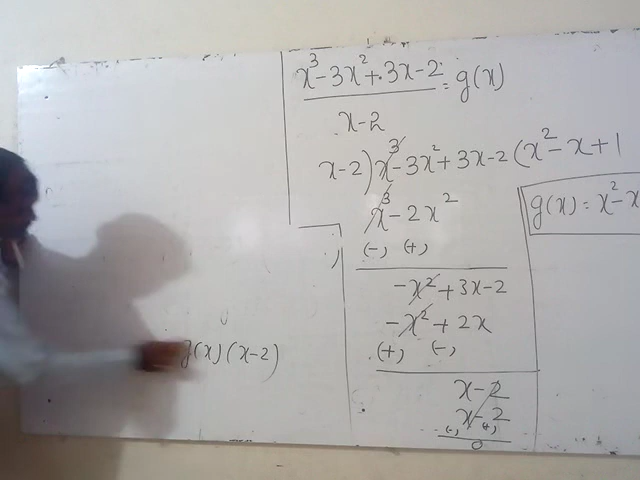 x³-3x²+3x-2 = g(x)
x-2
x-2) x³-3x²+3x-2 (x²-x+1
x³-2x²
(-) (+)
g(x) = x²-x
-x²+3x-2
-x²+2x
(+) (-)
g(x)(x-2)
x-2
x-2
(-) (+)
0